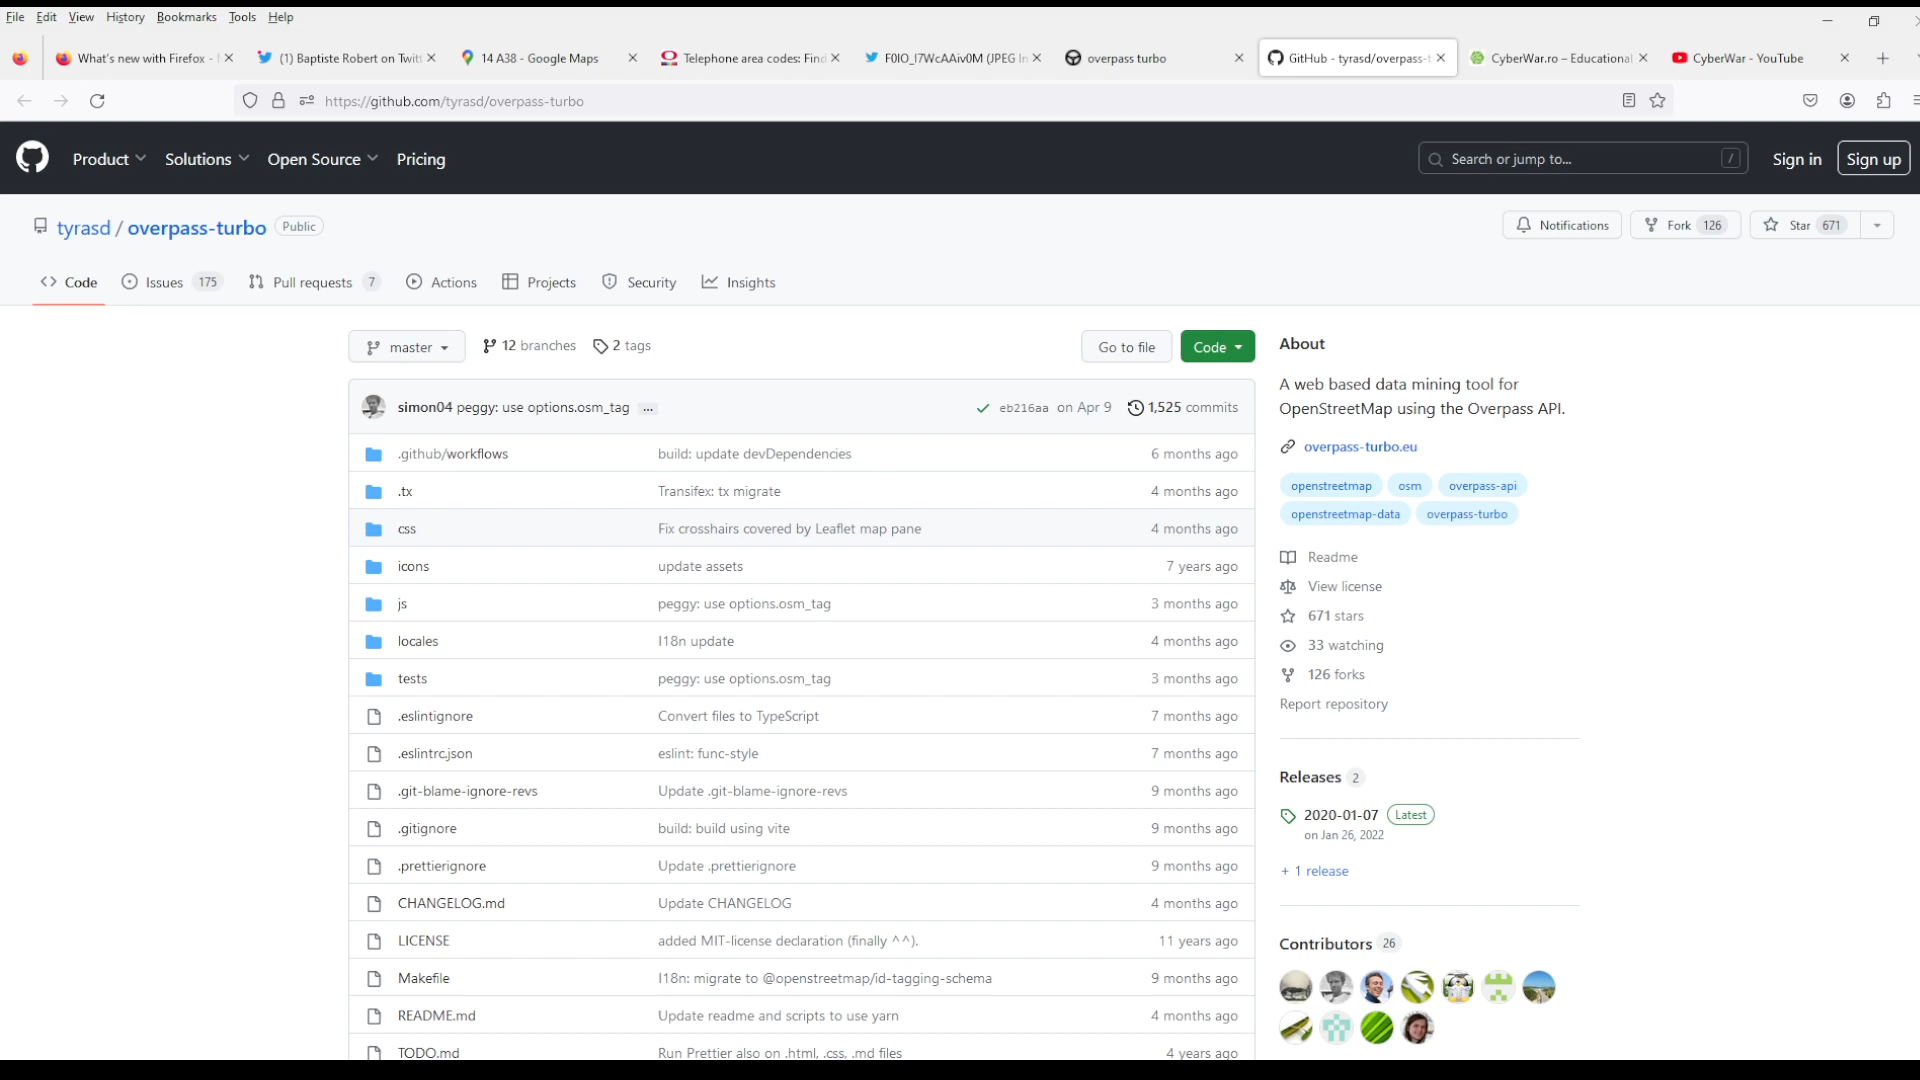 File Edit View History Bookmarks Tools Help
What's new with Firefox -
(1) Baptiste Robert on Twitt
14 A38 - Google Maps
Telephone area codes: Find
F0IO_I7WcAAiv0M (JPEG In
overpass turbo
GitHub - tyrasd/overpass-t
CyberWar.ro – Educational
CyberWar - YouTube
https://github.com/tyrasd/overpass-turbo
Product Solutions Open Source Pricing
Search or jump to... /
Sign in Sign up
tyrasd / overpass-turbo Public
Notifications Fork 126 Star 671
Code Issues 175 Pull requests 7 Actions Projects Security Insights
master 12 branches 2 tags Go to file Code
simon04 peggy: use options.osm_tag ... eb216aa on Apr 9 1,525 commits
.github/workflows build: update devDependencies 6 months ago
.tx Transifex: tx migrate 4 months ago
css Fix crosshairs covered by Leaflet map pane 4 months ago
icons update assets 7 years ago
js peggy: use options.osm_tag 3 months ago
locales I18n update 4 months ago
tests peggy: use options.osm_tag 3 months ago
.eslintignore Convert files to TypeScript 7 months ago
.eslintrc.json eslint: func-style 7 months ago
.git-blame-ignore-revs Update .git-blame-ignore-revs 9 months ago
.gitignore build: build using vite 9 months ago
.prettierignore Update .prettierignore 9 months ago
CHANGELOG.md Update CHANGELOG 4 months ago
LICENSE added MIT-license declaration (finally ^^). 11 years ago
Makefile I18n: migrate to @openstreetmap/id-tagging-schema 9 months ago
README.md Update readme and scripts to use yarn 4 months ago
TODO.md Run Prettier also on .html, .css, .md files 4 years ago
About
A web based data mining tool for
OpenStreetMap using the Overpass API.
overpass-turbo.eu
openstreetmap osm overpass-api
openstreetmap-data overpass-turbo
Readme
View license
671 stars
33 watching
126 forks
Report repository
Releases 2
2020-01-07 Latest
on Jan 26, 2022
+ 1 release
Contributors 26